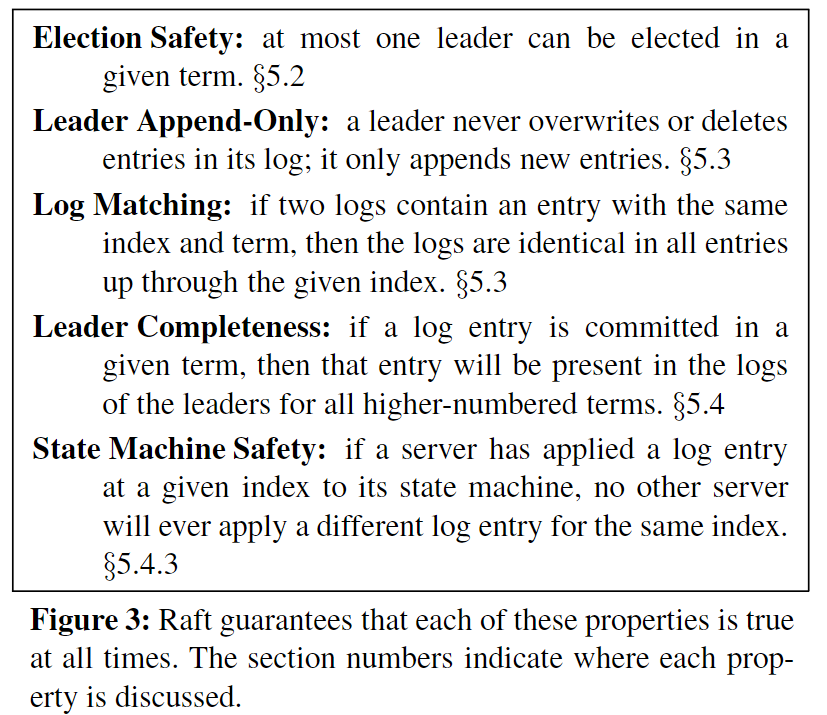 Election Safety: at most one leader can be elected in a
given term. §5.2
Leader Append-Only: a leader never overwrites or deletes
entries in its log; it only appends new entries. §5.3
Log Matching: if two logs contain an entry with the same
index and term, then the logs are identical in all entries
up through the given index. §5.3
Leader Completeness: if a log entry is committed in a
given term, then that entry will be present in the logs
of the leaders for all higher-numbered terms. §5.4
State Machine Safety: if a server has applied a log entry
at a given index to its state machine, no other server
will ever apply a different log entry for the same index.
§5.4.3
Figure 3: Raft guarantees that each of these properties is true
at all times. The section numbers indicate where each prop-
erty is discussed.